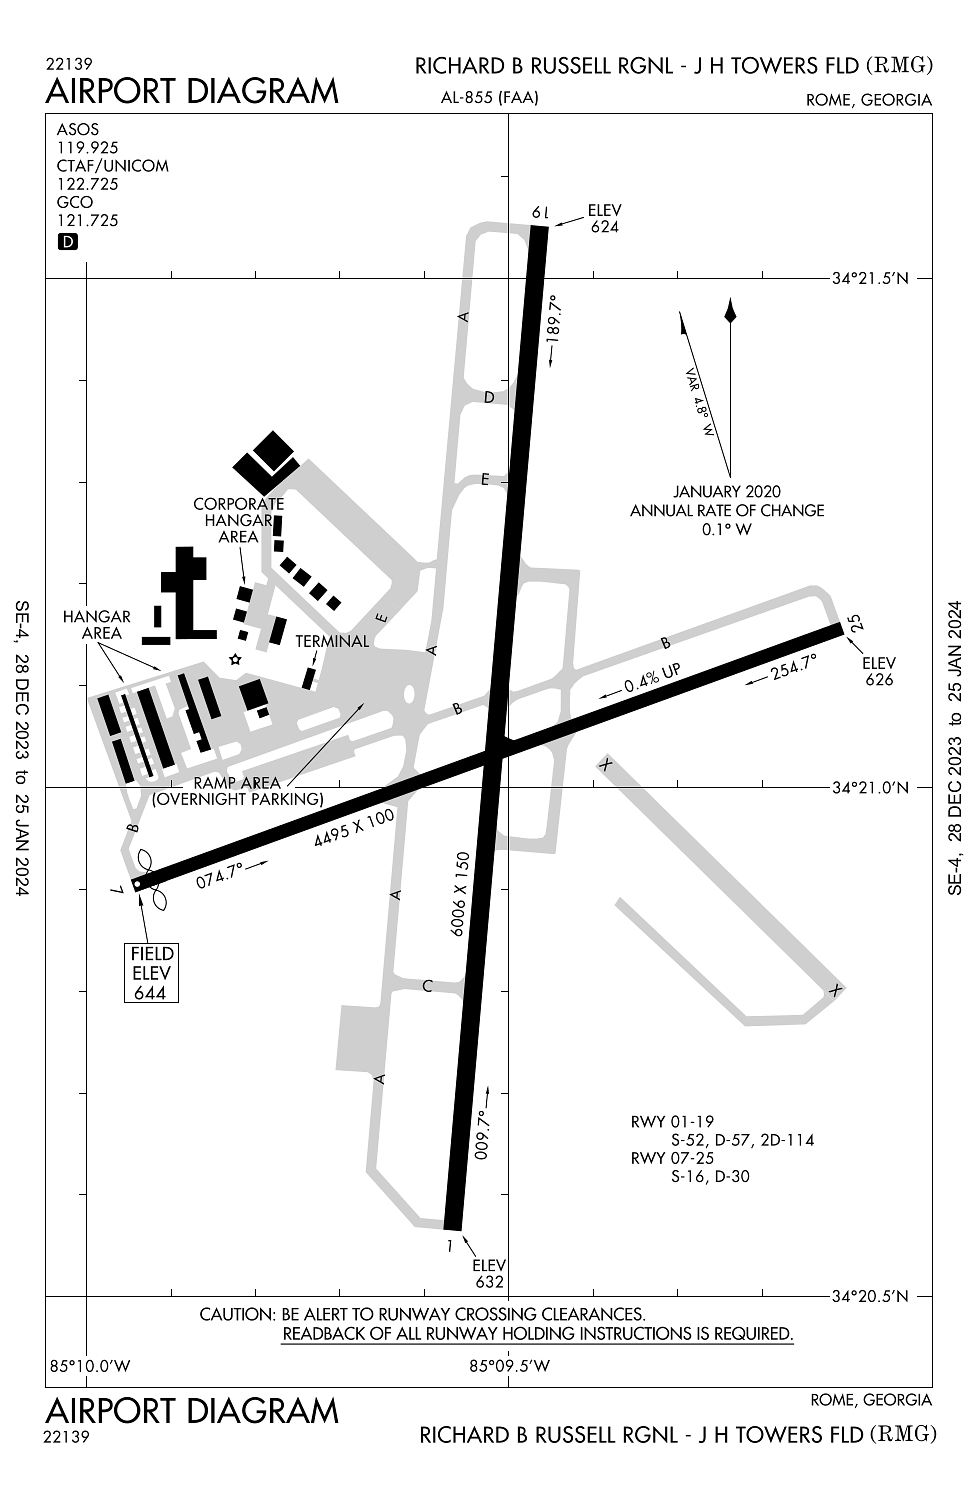 22139
AIRPORT DIAGRAM
RICHARD B RUSSELL RGNL - J H TOWERS FLD (RMG)
AL-855 (FAA)
ROME, GEORGIA
ASOS
119.925
CTAF/UNICOM
122.725
GCO
121.725
D
19
ELEV
624
34°21.5'N
189.7°
A
D
E
VAR 4.8° W
JANUARY 2020
ANNUAL RATE OF CHANGE
0.1° W
CORPORATE
HANGAR
AREA
HANGAR
AREA
E
TERMINAL
A
B
25
ELEV
626
0.4% UP
254.7°
B
RAMP AREA
(OVERNIGHT PARKING)
X
34°21.0'N
B
4495 X 100
074.7°
7
FIELD
ELEV
644
A
6006 X 150
C
X
A
009.7°
RWY 01-19
S-52, D-57, 2D-114
RWY 07-25
S-16, D-30
1
ELEV
632
34°20.5'N
CAUTION: BE ALERT TO RUNWAY CROSSING CLEARANCES.
READBACK OF ALL RUNWAY HOLDING INSTRUCTIONS IS REQUIRED.
85°10.0'W
85°09.5'W
SE-4, 28 DEC 2023 to 25 JAN 2024
SE-4, 28 DEC 2023 to 25 JAN 2024
AIRPORT DIAGRAM
22139
ROME, GEORGIA
RICHARD B RUSSELL RGNL - J H TOWERS FLD (RMG)